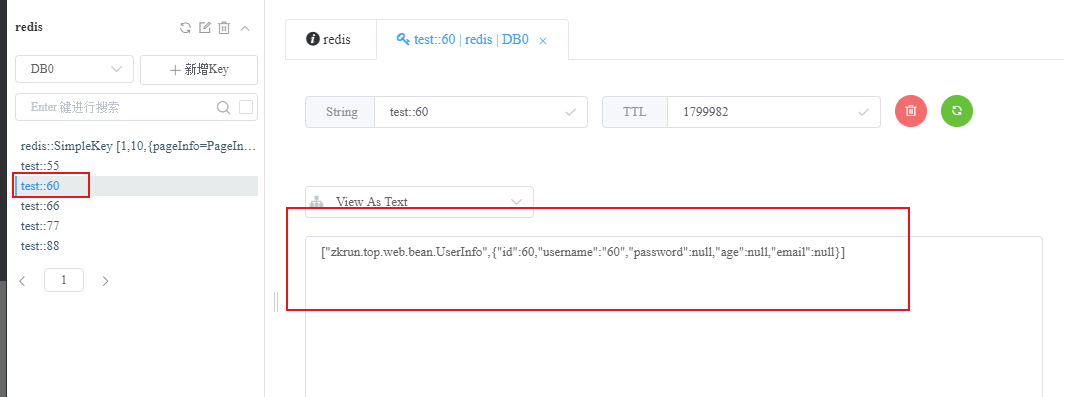 redis
DB0
新增Key
Enter 键进行搜索
redis::SimpleKey [1,10,{pageInfo=PageIn…
test::55
test::60
test::66
test::77
test::88
1
redis
test::60 | redis | DB0
String
test::60
TTL
1799982
View As Text
["zkrun.top.web.bean.UserInfo",{"id":60,"username":"60","password":null,"age":null,"email":null}]